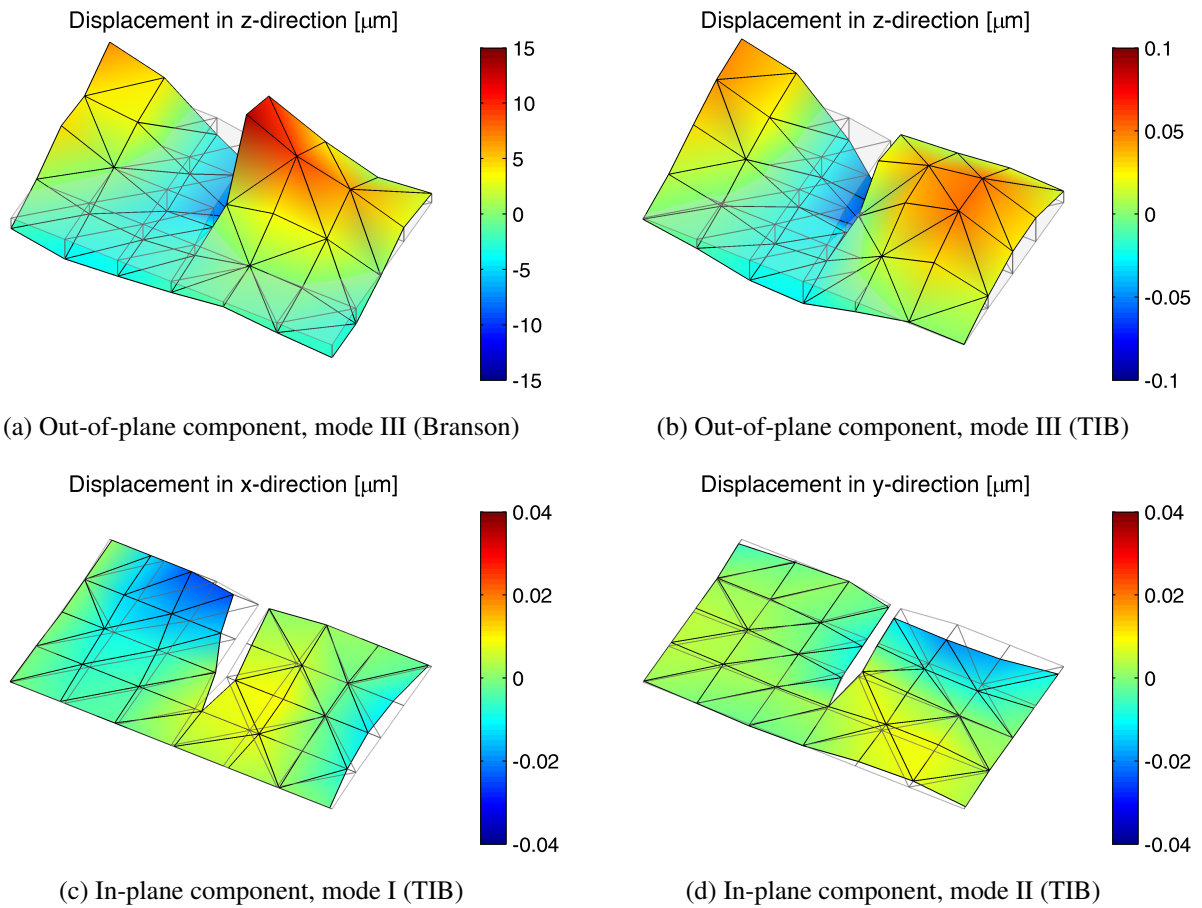 Displacement in z-direction [μm]
15
10
5
0
-5
-10
-15
(a) Out-of-plane component, mode III (Branson)
Displacement in z-direction [μm]
0.1
0.05
0
-0.05
-0.1
(b) Out-of-plane component, mode III (TIB)
Displacement in x-direction [μm]
0.04
0.02
0
-0.02
-0.04
(c) In-plane component, mode I (TIB)
Displacement in y-direction [μm]
0.04
0.02
0
-0.02
-0.04
(d) In-plane component, mode II (TIB)